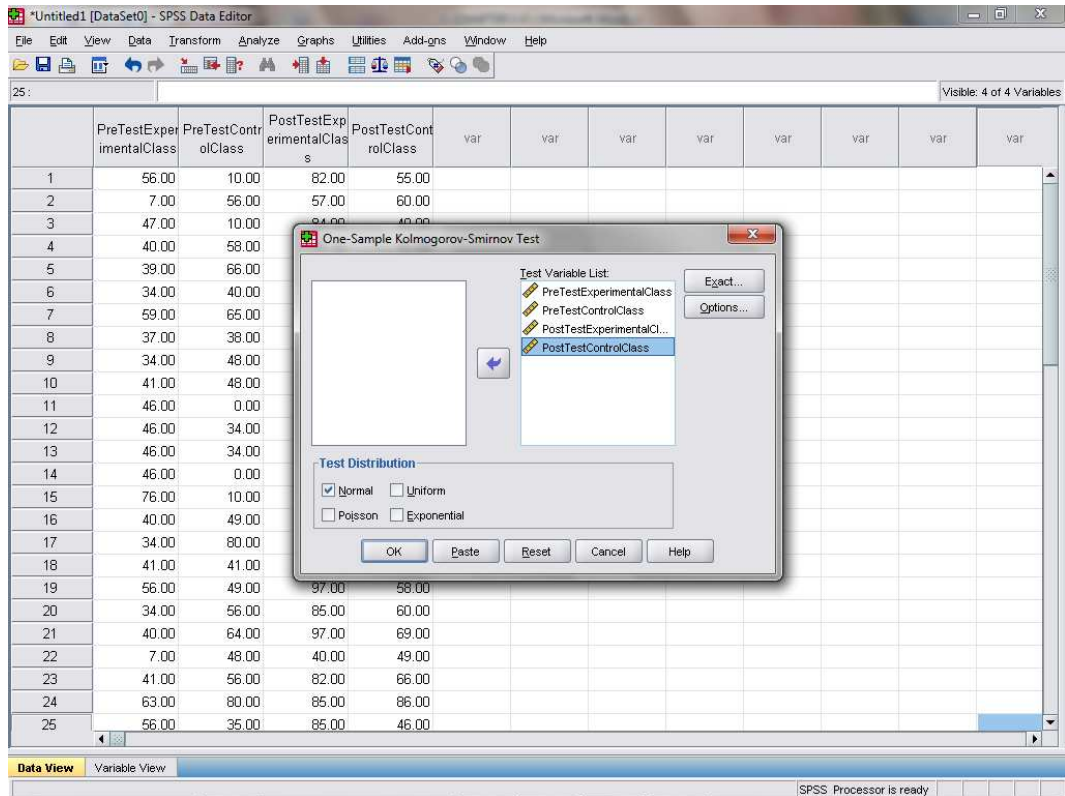 *Untitled1 [DataSet0] - SPSS Data Editor
File Edit View Data Transform Analyze Graphs Utilities Add-ons Window Help
25 :
Visible: 4 of 4 Variables
PreTestExperimentalClass PreTestControlClass PostTestExperimentalClass PostTestControlClass var var var var var var var var
1 56.00 10.00 82.00 55.00
2 7.00 56.00 57.00 60.00
3 47.00 10.00 84.00 40.00
4 40.00 58.00
5 39.00 66.00
6 34.00 40.00
7 59.00 65.00
8 37.00 38.00
9 34.00 48.00
10 41.00 48.00
11 46.00 0.00
12 46.00 34.00
13 46.00 34.00
14 46.00 0.00
15 76.00 10.00
16 40.00 49.00
17 34.00 80.00
18 41.00 41.00
19 56.00 49.00 97.00 58.00
20 34.00 56.00 85.00 60.00
21 40.00 64.00 97.00 69.00
22 7.00 48.00 40.00 49.00
23 41.00 56.00 82.00 66.00
24 63.00 80.00 85.00 86.00
25 56.00 35.00 85.00 46.00
One-Sample Kolmogorov-Smirnov Test
Test Variable List:
PreTestExperimentalClass
PreTestControlClass
PostTestExperimentalCl...
PostTestControlClass
Exact...
Options...
Test Distribution
Normal Uniform
Poisson Exponential
OK Paste Reset Cancel Help
Data View Variable View
SPSS Processor is ready